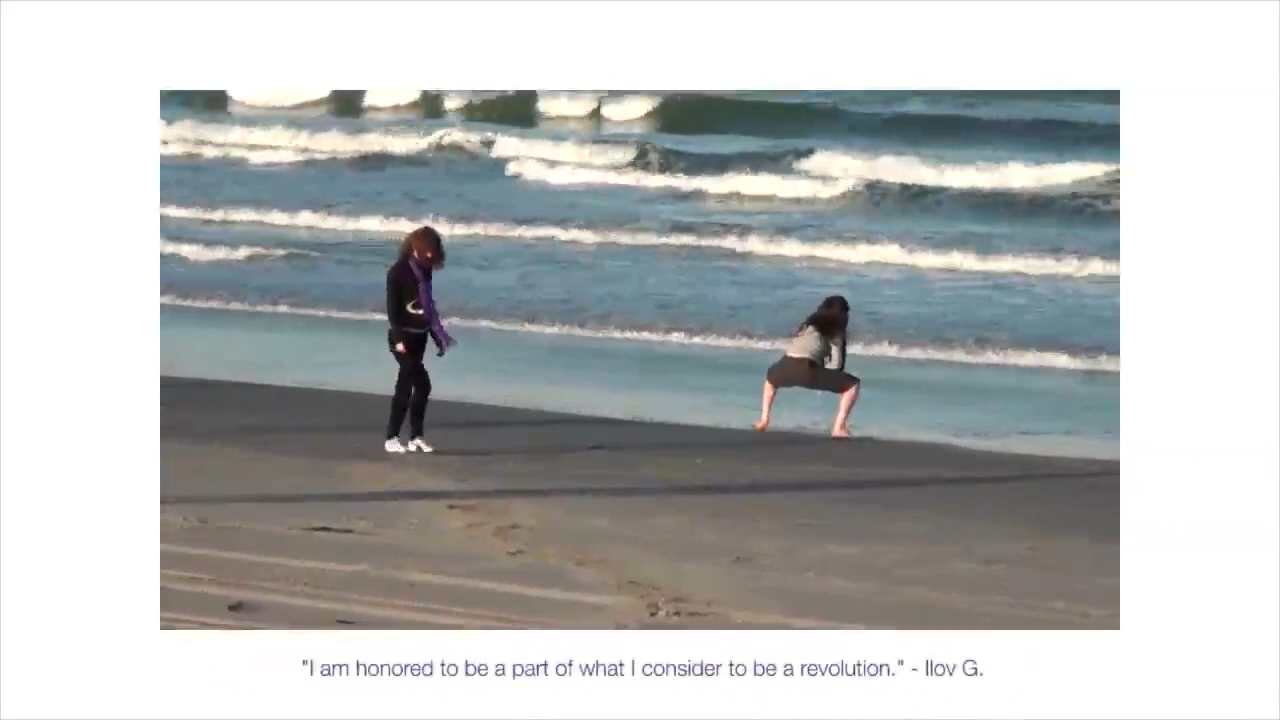 "I am honored to be a part of what I consider to be a revolution." - Ilov G.